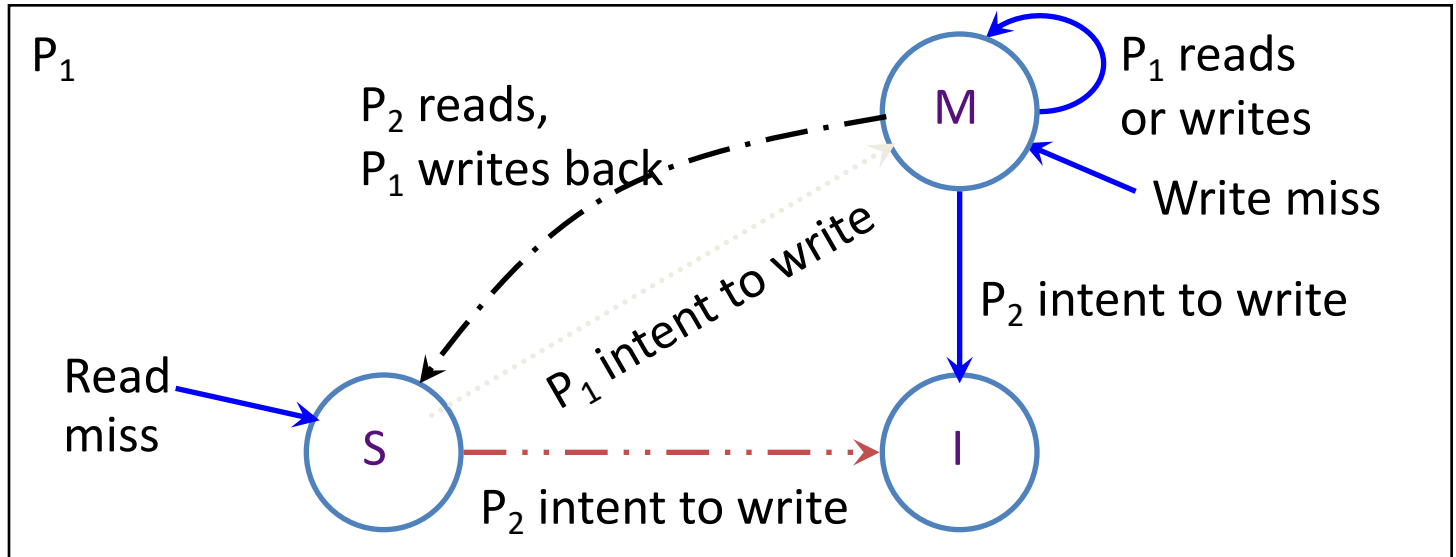 P₁
P₂ reads,
P₁ writes back
M
P₁ reads
or writes
Write miss
P₁ intent to write
P₂ intent to write
Read
miss
S
I
P₂ intent to write